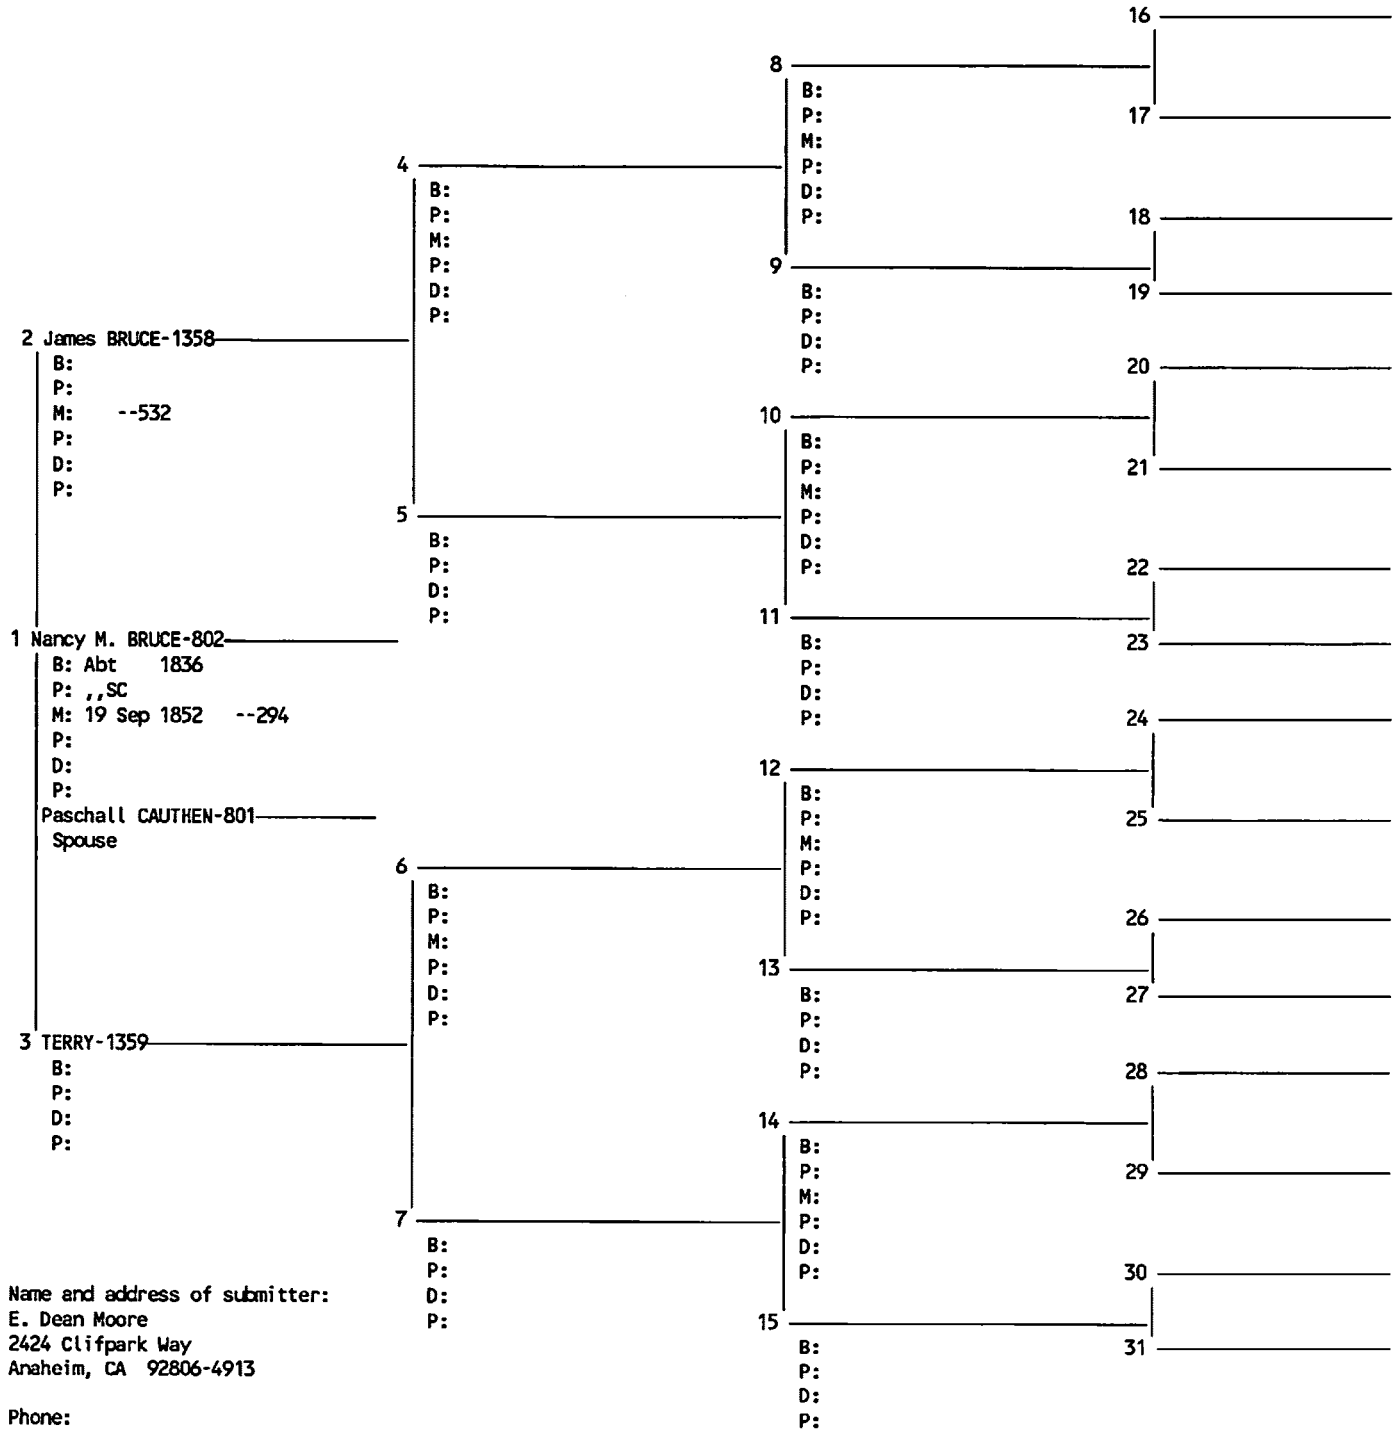 16
8
B:
P:
17
M:
4
P:
B:
D:
P:
P:
18
M:
P:
9
D:
B:
19
P:
P:
2 James BRUCE-1358
D:
B:
P:
20
P:
M: --532
10
P:
B:
D:
P:
21
P:
M:
5
P:
B:
D:
P:
P:
22
D:
P:
11
1 Nancy M. BRUCE-802
B:
23
B: Abt 1836
P:
P: ,,SC
D:
M: 19 Sep 1852 --294
P:
24
P:
D:
12
P:
B:
Paschall CAUTHEN-801
P:
25
Spouse
M:
6
P:
B:
D:
P:
P:
26
M:
P:
13
D:
B:
27
P:
P:
3 TERRY-1359
D:
B:
P:
28
P:
D:
14
P:
B:
P:
29
M:
7
P:
B:
D:
P:
P:
30
Name and address of submitter:
D:
E. Dean Moore
P:
15
2424 Clifpark Way
B:
31
Anaheim, CA 92806-4913
P:
D:
Phone:
P: